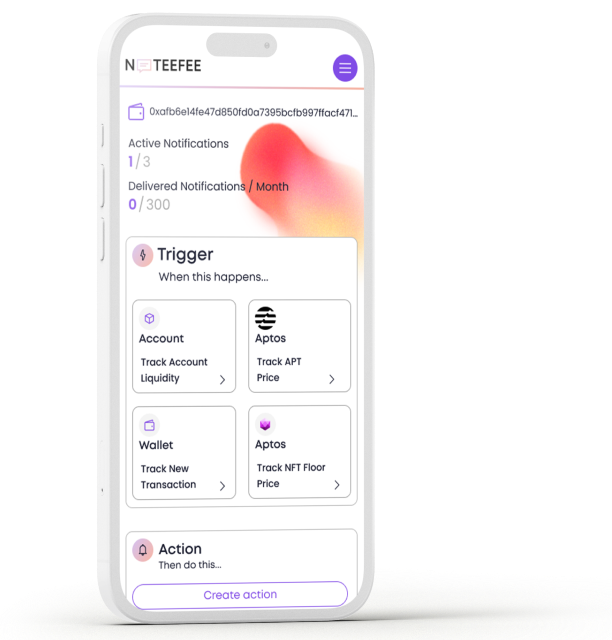 NOTEEFEE
0xafb6e14fe47d850fd0a7395bcfb997ffacf471...
Active Notifications
1/3
Delivered Notifications / Month
0/300
Trigger
When this happens...
Account
Track Account
Liquidity
Aptos
Track APT
Price
Wallet
Track New
Transaction
Aptos
Track NFT Floor
Price
Action
Then do this...
Create action